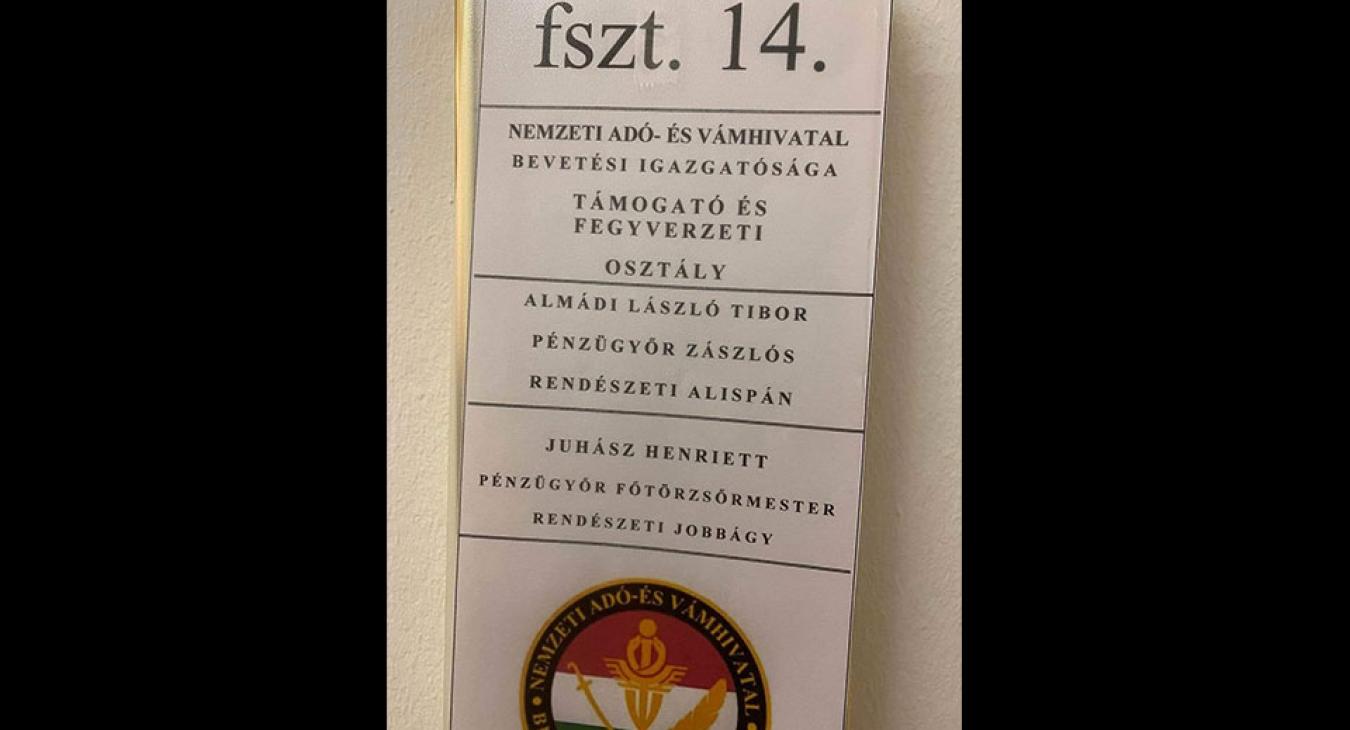 fszt. 14.
NEMZETI ADÓ- ÉS VÁMHIVATAL
BEVETÉSI IGAZGATÓSÁGA
TÁMOGATÓ ÉS
FEGYVERZETI
OSZTÁLY
ALMÁDI LÁSZLÓ TIBOR
PÉNZÜGYŐR ZÁSZLÓS
RENDÉSZETI ALISPÁN
JUHÁSZ HENRIETT
PÉNZÜGYŐR FŐTÖRZSŐRMESTER
RENDÉSZETI JOBBÁGY
NEMZETI ADÓ-ÉS VÁMHIVATAL